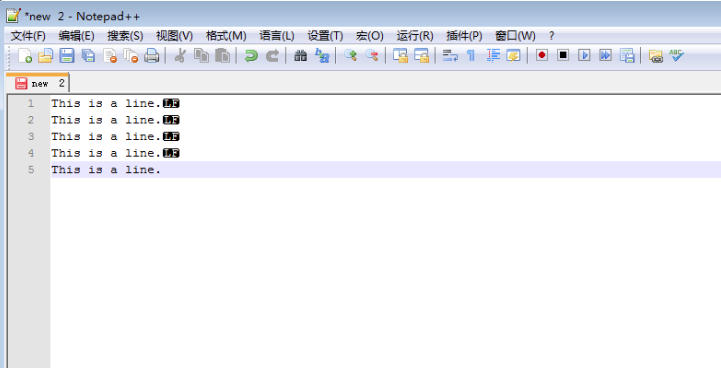 *new 2 - Notepad++
文件(F) 编辑(E) 搜索(S) 视图(V) 格式(M) 语言(L) 设置(T) 宏(O) 运行(R) 插件(P) 窗口(W) ?
new 2
1 This is a line.LF
2 This is a line.LF
3 This is a line.LF
4 This is a line.LF
5 This is a line.